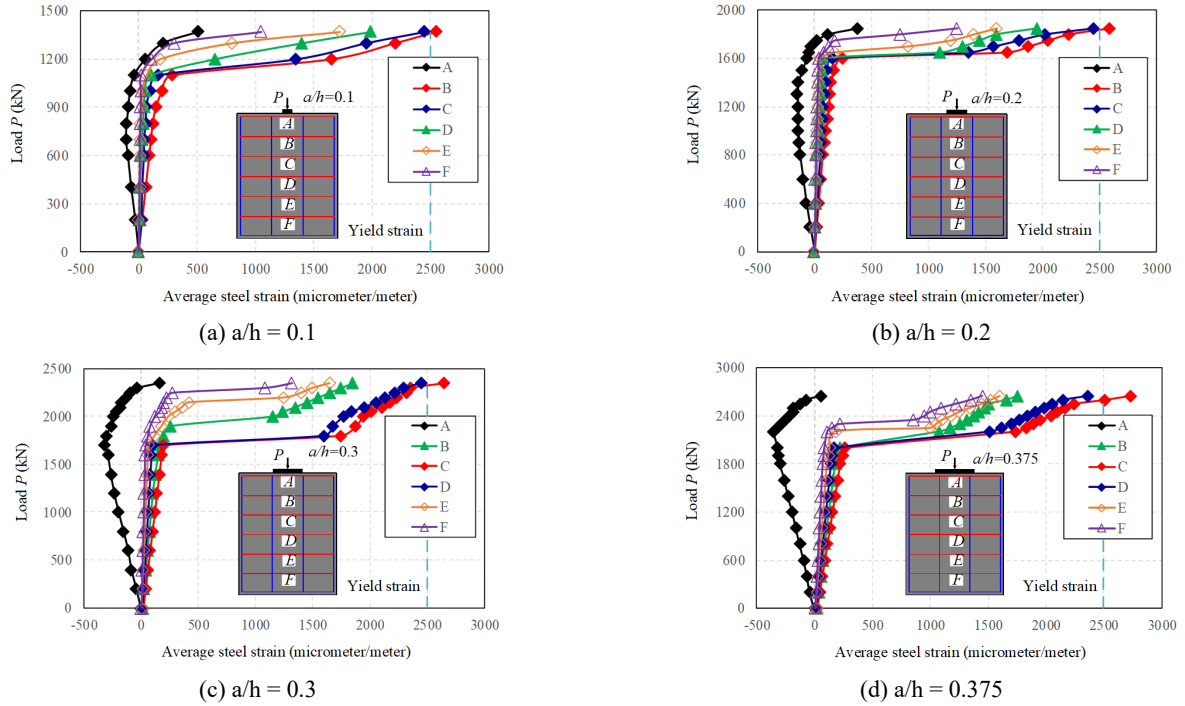 1500
1200
900
600
300
0
Load P (kN)
A
B
C
D
E
F
P
a/h=0.1
A
B
C
D
E
F
Yield strain
-500 0 500 1000 1500 2000 2500 3000
Average steel strain (micrometer/meter)
(a) a/h = 0.1
2000
1600
1200
800
400
0
Load P (kN)
A
B
C
D
E
F
P
a/h=0.2
A
B
C
D
E
F
Yield strain
-500 0 500 1000 1500 2000 2500 3000
Average steel strain (micrometer/meter)
(b) a/h = 0.2
2500
2000
1500
1000
500
0
Load P (kN)
A
B
C
D
E
F
P
a/h=0.3
A
B
C
D
E
F
Yield strain
-500 0 500 1000 1500 2000 2500 3000
Average steel strain (micrometer/meter)
(c) a/h = 0.3
3000
2400
1800
1200
600
0
Load P (kN)
A
B
C
D
E
F
P
a/h=0.375
A
B
C
D
E
F
Yield strain
-500 0 500 1000 1500 2000 2500 3000
Average steel strain (micrometer/meter)
(d) a/h = 0.375